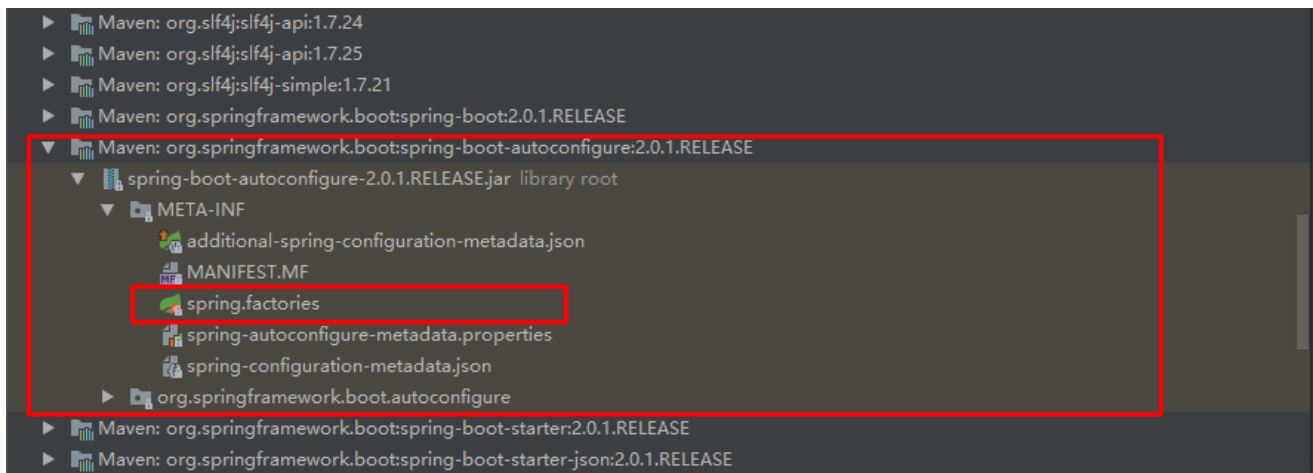 Maven: org.slf4j:slf4j-api:1.7.24
Maven: org.slf4j:slf4j-api:1.7.25
Maven: org.slf4j:slf4j-simple:1.7.21
Maven: org.springframework.boot:spring-boot:2.0.1.RELEASE
Maven: org.springframework.boot:spring-boot-autoconfigure:2.0.1.RELEASE
spring-boot-autoconfigure-2.0.1.RELEASE.jar library root
META-INF
additional-spring-configuration-metadata.json
MANIFEST.MF
spring.factories
spring-autoconfigure-metadata.properties
spring-configuration-metadata.json
org.springframework.boot.autoconfigure
Maven: org.springframework.boot:spring-boot-starter:2.0.1.RELEASE
Maven: org.springframework.boot:spring-boot-starter-json:2.0.1.RELEASE